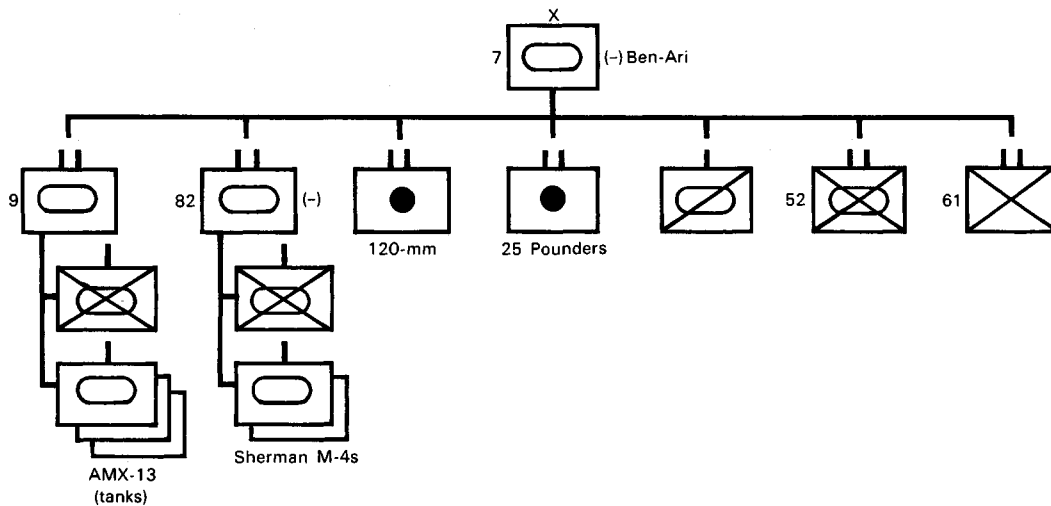 X
7 (-) Ben-Ari
9 82 (-) 52 61
120-mm 25 Pounders
AMX-13
(tanks)
Sherman M-4s